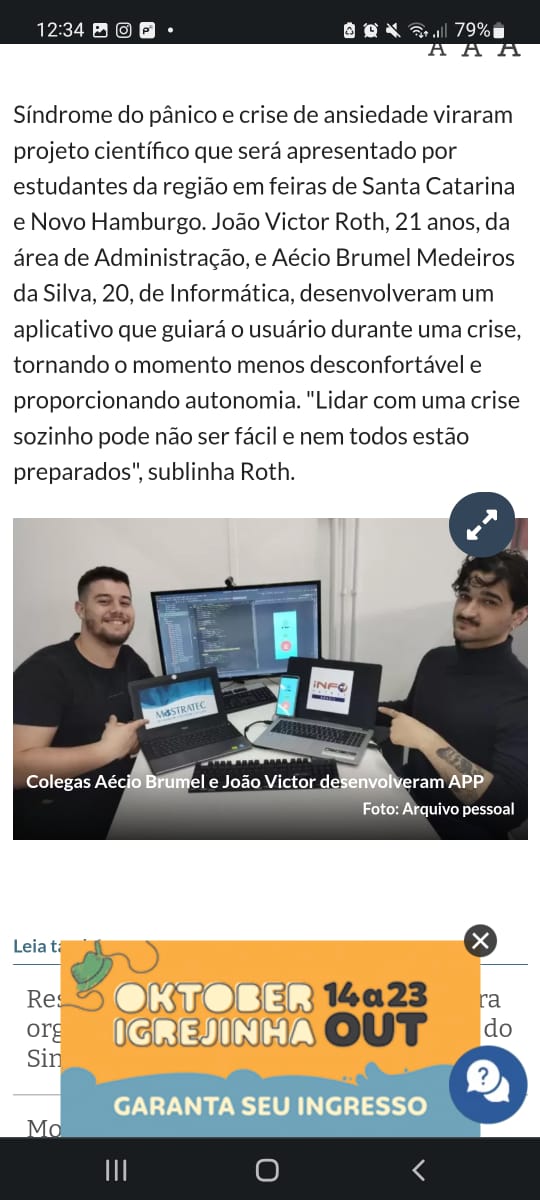 12:34
79%
A A A
Síndrome do pânico e crise de ansiedade viraram
projeto científico que será apresentado por
estudantes da região em feiras de Santa Catarina
e Novo Hamburgo. João Victor Roth, 21 anos, da
área de Administração, e Aécio Brumel Medeiros
da Silva, 20, de Informática, desenvolveram um
aplicativo que guiará o usuário durante uma crise,
tornando o momento menos desconfortável e
proporcionando autonomia. "Lidar com uma crise
sozinho pode não ser fácil e nem todos estão
preparados", sublinha Roth.
MOSTRATEC
INFO
Colegas Aécio Brumel e João Victor desenvolveram APP
Foto: Arquivo pessoal
Leia
Res
ra
org
do
Sin
Mo
OKTOBER 14 a 23
IGREJINHA OUT
GARANTA SEU INGRESSO